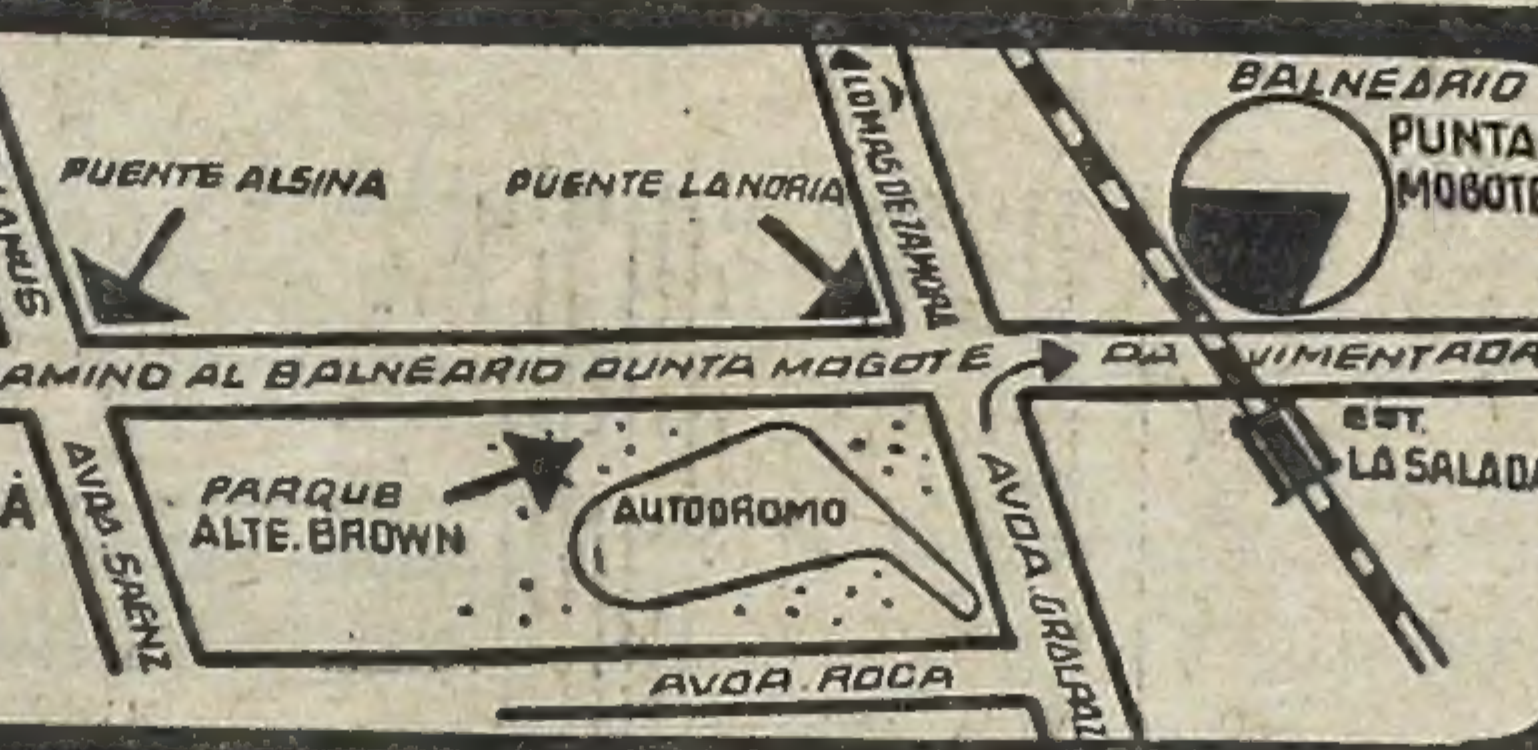 BALNEARIO
PUNTA
MOGOTE
PUENTE ALSINA
PUENTE LA NORIA
LOMAS DE ZAMORA
LANUS
AMINO AL BALNEARIO PUNTA MOGOTE
PAVIMENTADA
EST.
LA SALADA
AVDA. SAENZ
PARQUE
ALTE. BROWN
AUTODROMO
AVDA. GRAL PAZ
AVDA. ROCA